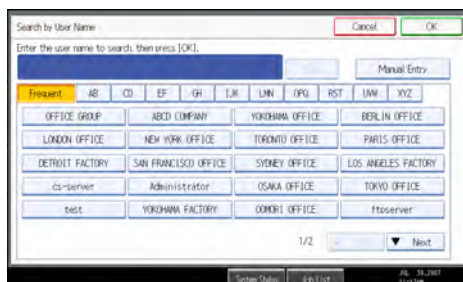 Search by User Name Cancel OK
Enter the user name to search, then press [OK].
Manual Entry
Frequent AB CD EF GH IJK LMN OPQ RST UVW XYZ
OFFICE GROUP ABCD COMPANY YOKOHAMA OFFICE BERLIN OFFICE
LONDON OFFICE NEW YORK OFFICE TORONTO OFFICE PARIS OFFICE
DETROIT FACTORY SAN FRANCISCO OFFICE SYDNEY OFFICE LOS ANGELES FACTORY
cs-server Administrator OSAKA OFFICE TOKYO OFFICE
test YOKOHAMA FACTORY OOMORI OFFICE ftpserver
1/2 ▼ Next
System Status Job List JUL 30,2007